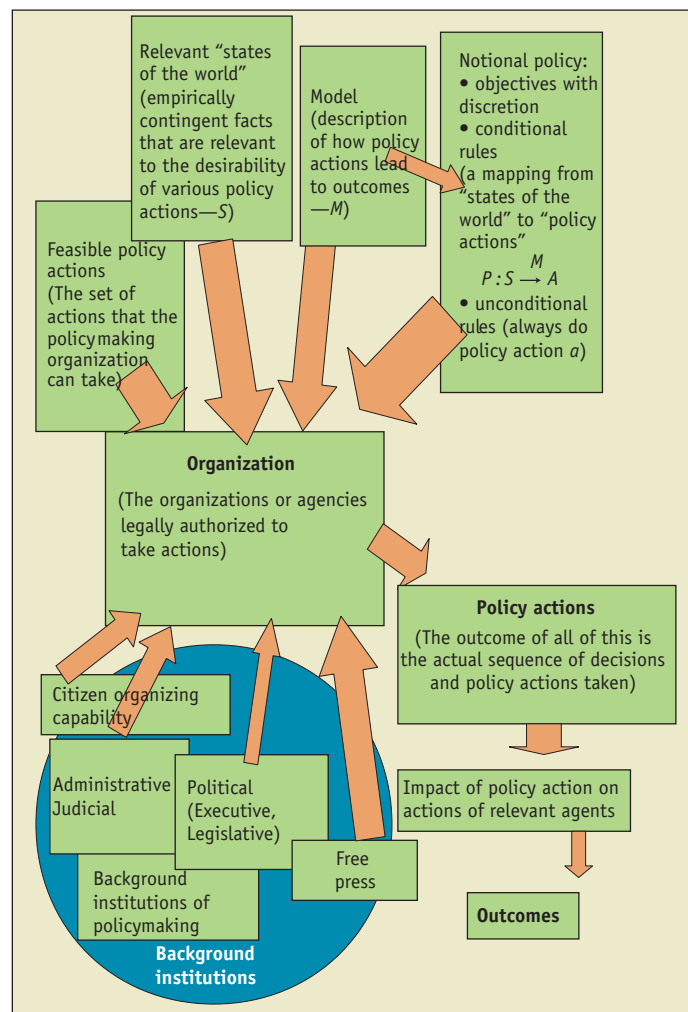 Relevant “states
of the world”
(empirically
contingent facts
that are relevant
to the desirability
of various policy
actions—S)
Model
(description
of how policy
actions lead
to outcomes
—M)
Notional policy:
• objectives with
discretion
• conditional
rules
(a mapping from
“states of the
world” to “policy
actions”
M
P : S → A
• unconditional
rules (always do
policy action a)
Feasible policy
actions
(The set of
actions that the
policymaking
organization
can take)
Organization
(The organizations or agencies
legally authorized to
take actions)
Policy actions
(The outcome of all of this is
the actual sequence of decisions
and policy actions taken)
Citizen organizing
capability
Administrative
Judicial
Political
(Executive,
Legislative)
Free
press
Background
institutions of
policymaking
Background
institutions
Impact of policy action on
actions of relevant agents
Outcomes